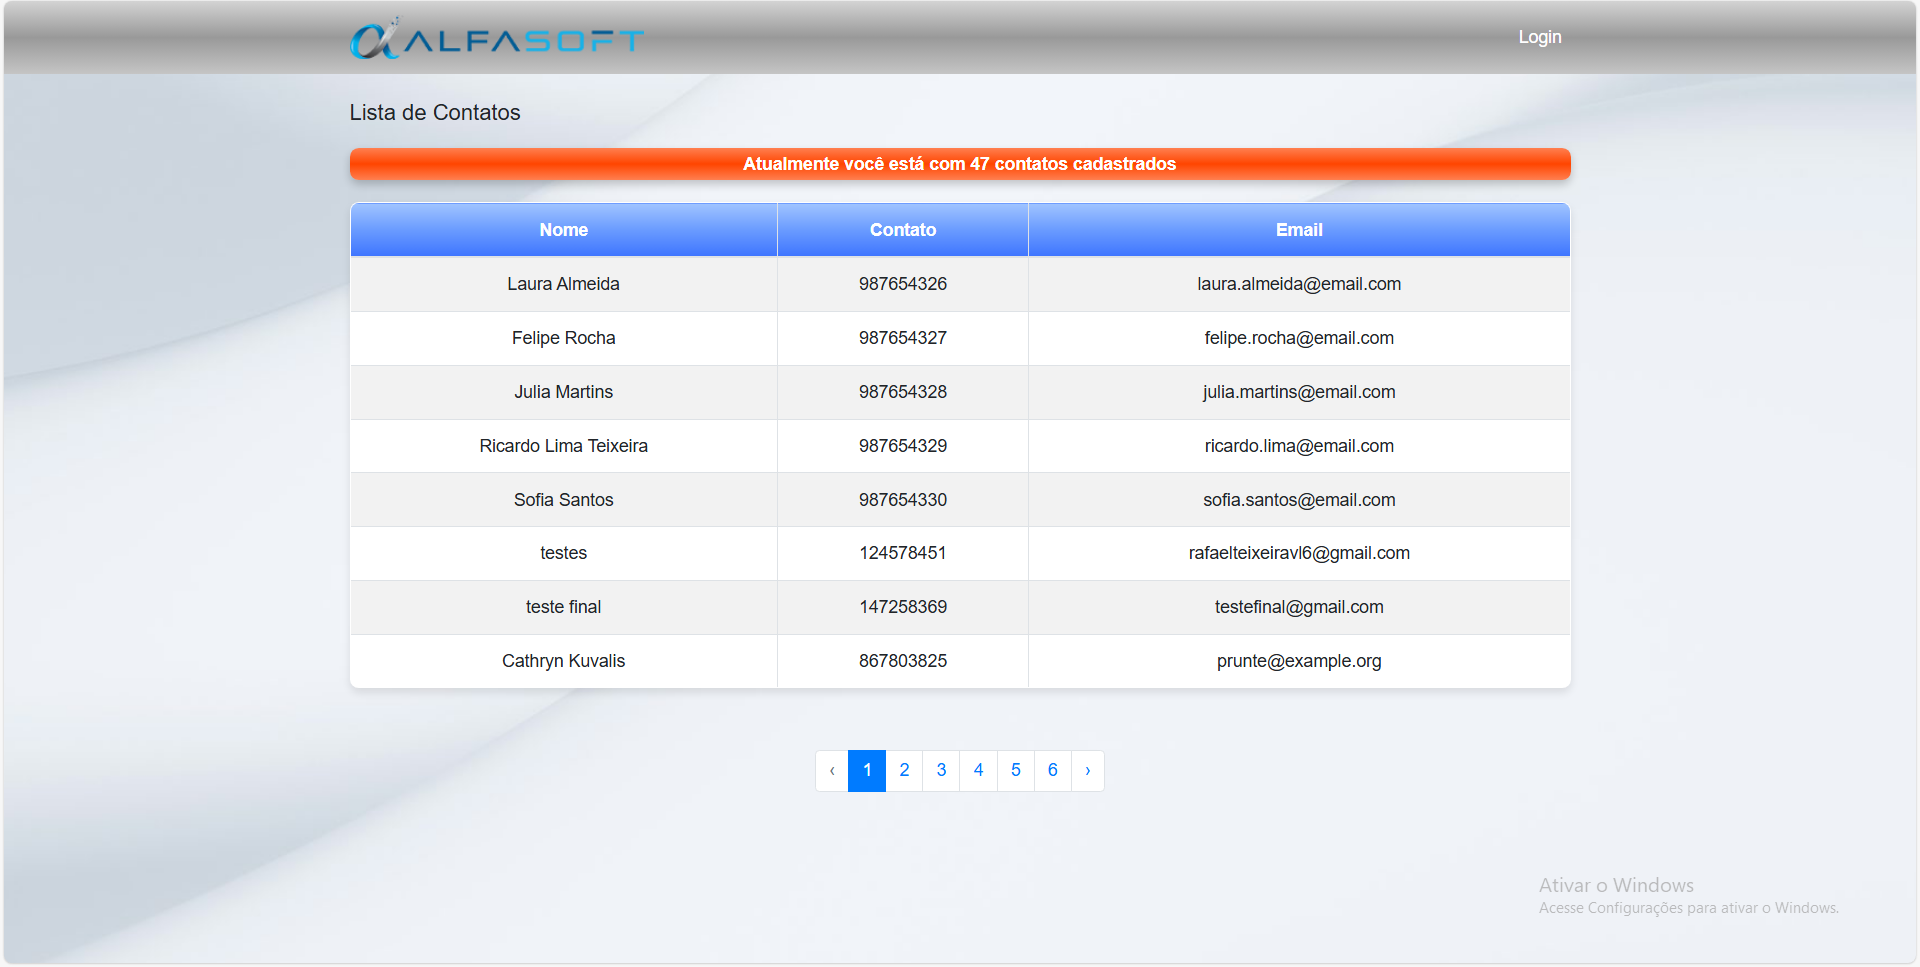 ALFASOFT
Login
Lista de Contatos
Atualmente você está com 47 contatos cadastrados
Nome Contato Email
Laura Almeida 987654326 laura.almeida@email.com
Felipe Rocha 987654327 felipe.rocha@email.com
Julia Martins 987654328 julia.martins@email.com
Ricardo Lima Teixeira 987654329 ricardo.lima@email.com
Sofia Santos 987654330 sofia.santos@email.com
testes 124578451 rafaelteixeiravl6@gmail.com
teste final 147258369 testefinal@gmail.com
Cathryn Kuvalis 867803825 prunte@example.org
‹ 1 2 3 4 5 6 ›
Ativar o Windows
Acesse Configurações para ativar o Windows.